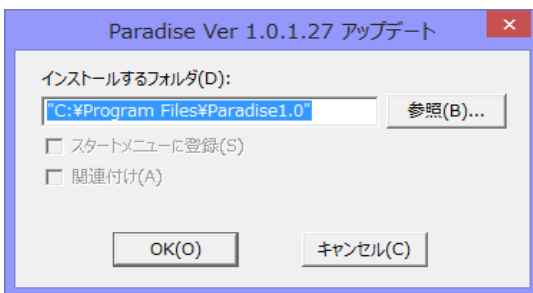 Paradise Ver 1.0.1.27 アップデート
×
インストールするフォルダ(D):
"C:¥Program Files¥Paradise1.0"
参照(B)...
スタートメニューに登録(S)
関連付け(A)
OK(O)
キャンセル(C)